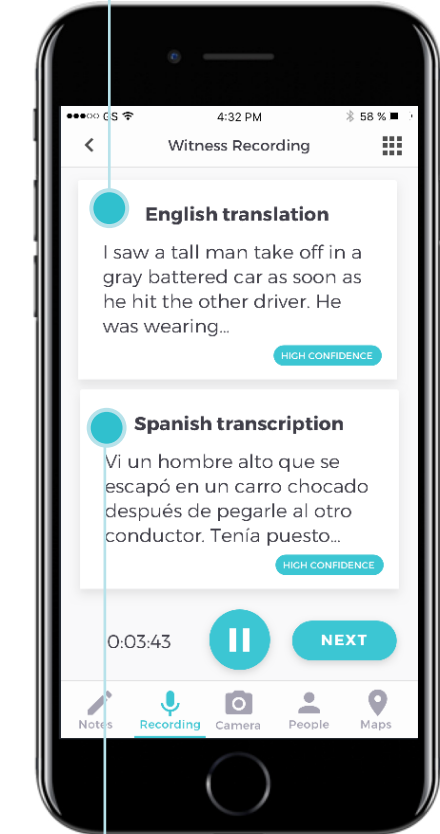 GS 4:32 PM 58 %
Witness Recording
English translation
I saw a tall man take off in a
gray battered car as soon as
he hit the other driver. He
was wearing...
HIGH CONFIDENCE
Spanish transcription
Vi un hombre alto que se
escapó en un carro chocado
después de pegarle al otro
conductor. Tenía puesto...
HIGH CONFIDENCE
0:03:43 NEXT
Notes Recording Camera People Maps